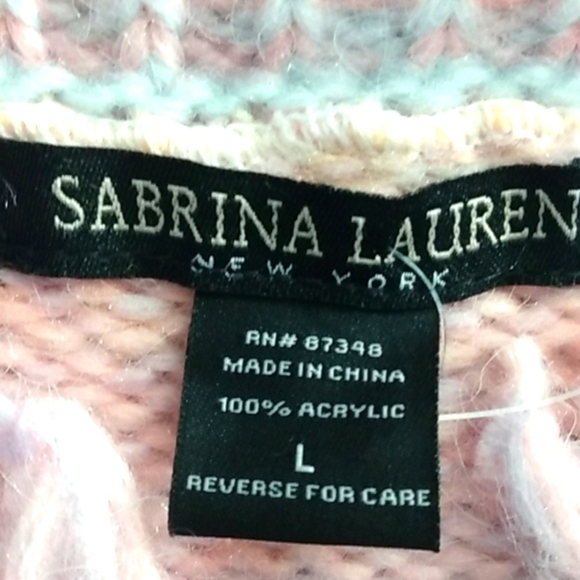 SABRINA LAUREN
NEW YORK
RN# 87348
MADE IN CHINA
100% ACRYLIC
L
REVERSE FOR CARE